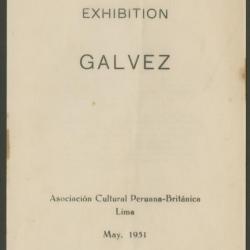 EXHIBITION
GALVEZ
Asociación Cultural Peruana-Británica
Lima
May, 1951